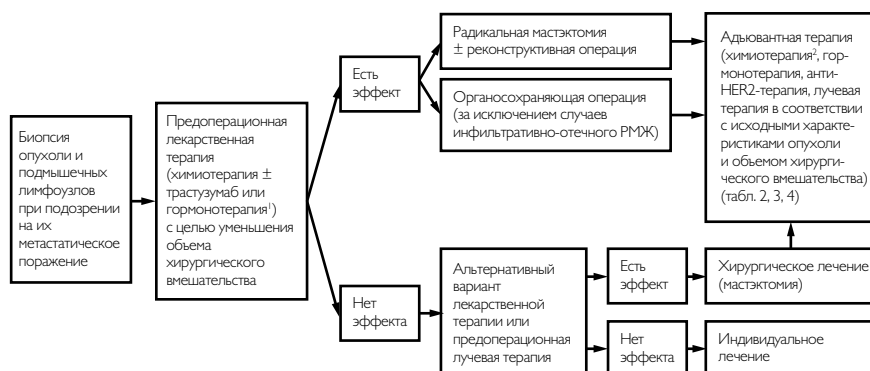 Биопсия
опухоли и
подмышечных
лимфоузлов
при подозрении
на их
метастатическое
поражение
Предоперационная
лекарственная
терапия
(химиотерапия ±
трастузумаб или
гормонотерапия¹)
с целью уменьшения
объема
хирургического
вмешательства
Есть
эффект
Радикальная мастэктомия
± реконструктивная операция
Органосохраняющая операция
(за исключением случаев
инфильтративно-отечного РМЖ)
Адъювантная терапия
(химиотерапия², гор-
монотерапия, анти-
HER2-терапия, лучевая
терапия в соответствии
с исходными характе-
ристиками опухоли
и объемом хирурги-
ческого вмешательства)
(табл. 2, 3, 4)
Нет
эффекта
Альтернативный
вариант
лекарственной
терапии или
предоперационная
лучевая терапия
Есть
эффект
Хирургическое лечение
(мастэктомия)
Нет
эффекта
Индивидуальное
лечение